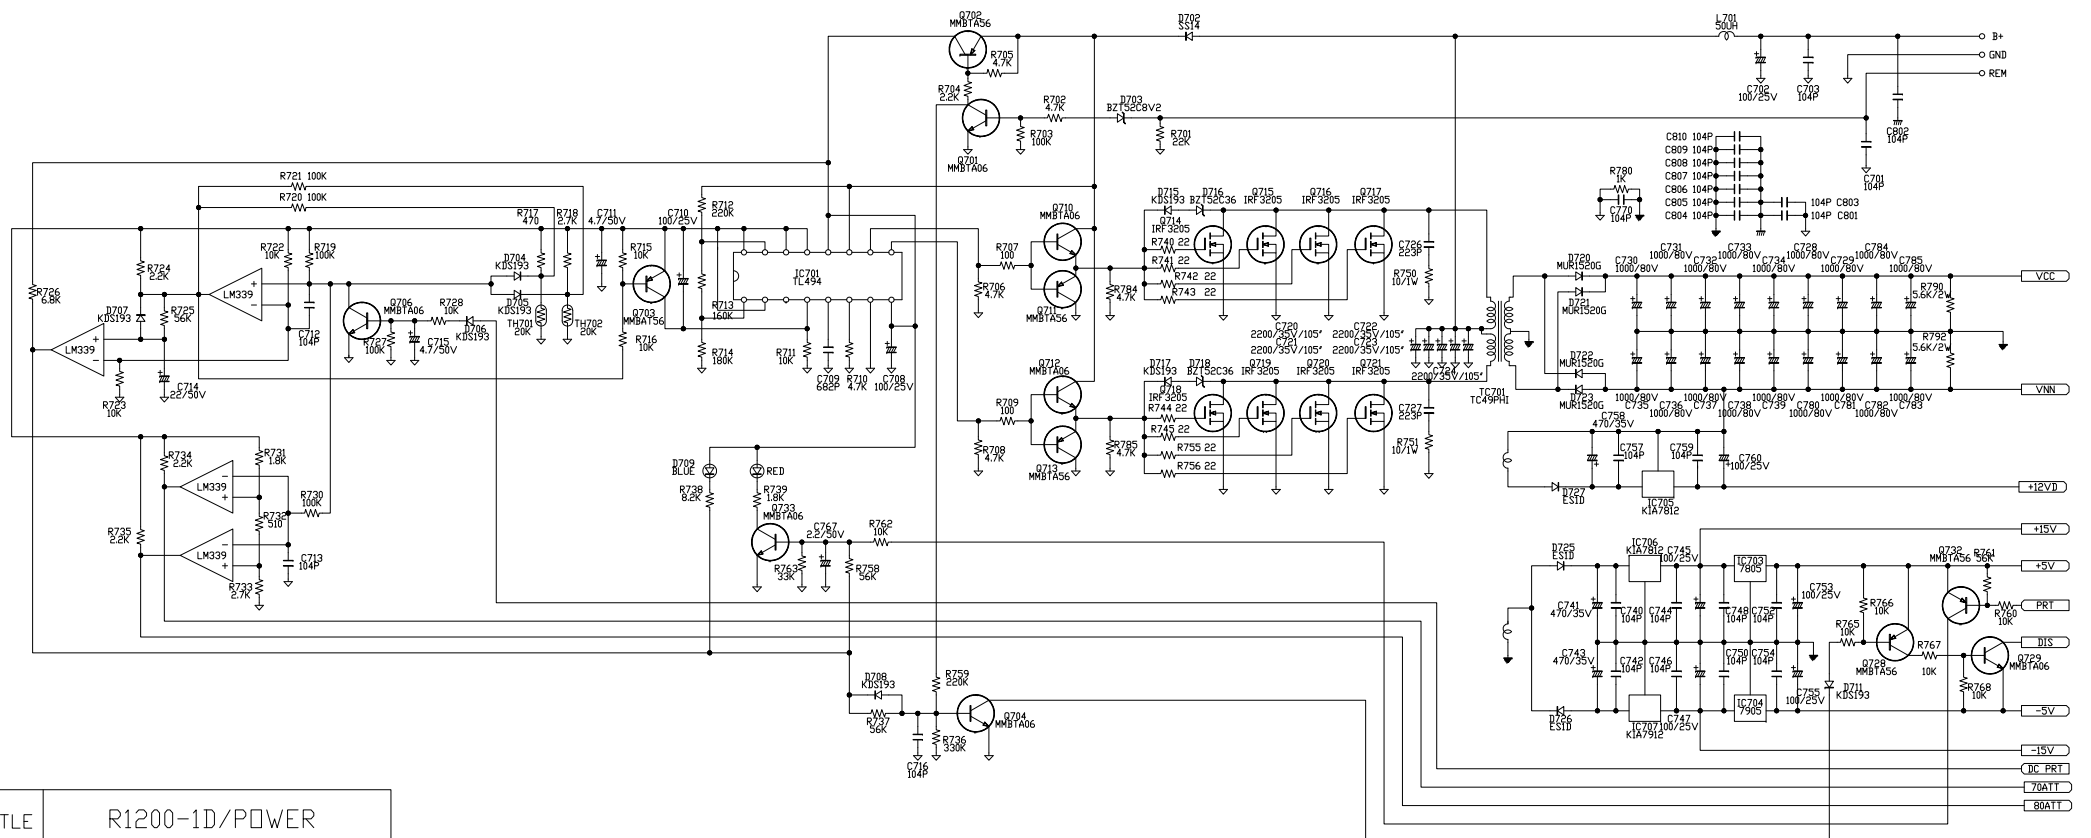 Q702
MMBTA56
D702
SS14
L701
50UH
B+
GND
REM
R705
4.7K
R704
2.2K
R702
4.7K
D703
BZT52C8V2
R703
100K
R701
22K
Q701
MMBTA06
C702
100/25V
C703
104P
C802
104P
C701
104P
C810 104P
C809 104P
C808 104P
C807 104P
C806 104P
C805 104P
C804 104P
104P C803
104P C801
R780
1K
C770
104P
R721 100K
R720 100K
R717
470
R718
2.7K
C711
4.7/50V
C710
100/25V
R712
220K
Q710
MMBTA06
D715
KDS193
D716
BZT52C36
Q715
IRF3205
Q716
IRF3205
Q717
IRF3205
Q714
IRF3205
R740 22
R741 22
R742 22
R743 22
C726
223P
R750
10/1W
R722
10K
R719
100K
R724
2.2K
R726
6.8K
D707
KDS193
R725
56K
LM339
LM339
C712
104P
D704
KDS193
D705
KDS193
TH701
20K
TH702
20K
R715
10K
Q703
MMBAT56
R716
10K
IC701
TL494
R713
160K
R714
180K
R711
10K
C709
682P
R710
4.7K
C708
100/25V
R707
100
R706
4.7K
Q711
MMBTA56
R784
4.7K
Q706
MMBTA06
R728
10K
D706
KDS193
R727
100K
C715
4.7/50V
R723
10K
C714
22/50V
C720
2200/35V/105°
C721
2200/35V/105°
C722
2200/35V/105°
C723
2200/35V/105°
C724
2200/35V/105°
TC701
TC49PHI
D720
MUR1520G
D721
MUR1520G
D722
MUR1520G
D723
MUR1520G
C730
1000/80V
C731
1000/80V
C732
1000/80V
C733
1000/80V
C734
1000/80V
C728
1000/80V
C729
1000/80V
C784
1000/80V
C785
1000/80V
R790
5.6K/2W
R792
5.6K/2W
VCC
VNN
C735
1000/80V
C736
1000/80V
C737
1000/80V
C738
1000/80V
C739
1000/80V
C780
1000/80V
C781
1000/80V
C782
1000/80V
C783
1000/80V
Q712
MMBTA06
D717
KDS193
D718
BZT52C36
Q719
IRF3205
Q720
IRF3205
Q721
IRF3205
Q718
IRF3205
R744 22
R745 22
R755 22
R756 22
C727
223P
R751
10/1W
R709
100
R708
4.7K
Q713
MMBTA56
R785
4.7K
C758
470/35V
C757
104P
C759
104P
C760
100/25V
D727
ES1D
IC705
KIA7812
+12VD
R734
2.2K
R731
1.8K
LM339
LM339
R732
510
R730
100K
R735
2.2K
C713
104P
R733
2.7K
D709
BLUE
RED
R738
8.2K
R739
1.8K
Q733
MMBTA06
C767
2.2/50V
R762
10K
R763
33K
R758
56K
D708
KDS193
R737
56K
R759
220K
C716
104P
R736
330K
Q704
MMBTA06
D725
ES1D
IC706
KIA7812
C745
100/25V
IC703
7805
C753
100/25V
C741
470/35V
C740
104P
C744
104P
C748
104P
C752
104P
C743
470/35V
C742
104P
C746
104P
C750
104P
C754
104P
C755
100/25V
D726
ES1D
IC707
KIA7912
C747
100/25V
IC704
7905
R766
10K
R765
10K
D711
KDS193
Q728
MMBTA56
R767
10K
R768
10K
Q732
MMBTA56
R761
56K
R760
10K
Q729
MMBTA06
+15V
+5V
PRT
DIS
-5V
-15V
DC PRT
70ATT
80ATT
TLE
R1200-1D/POWER